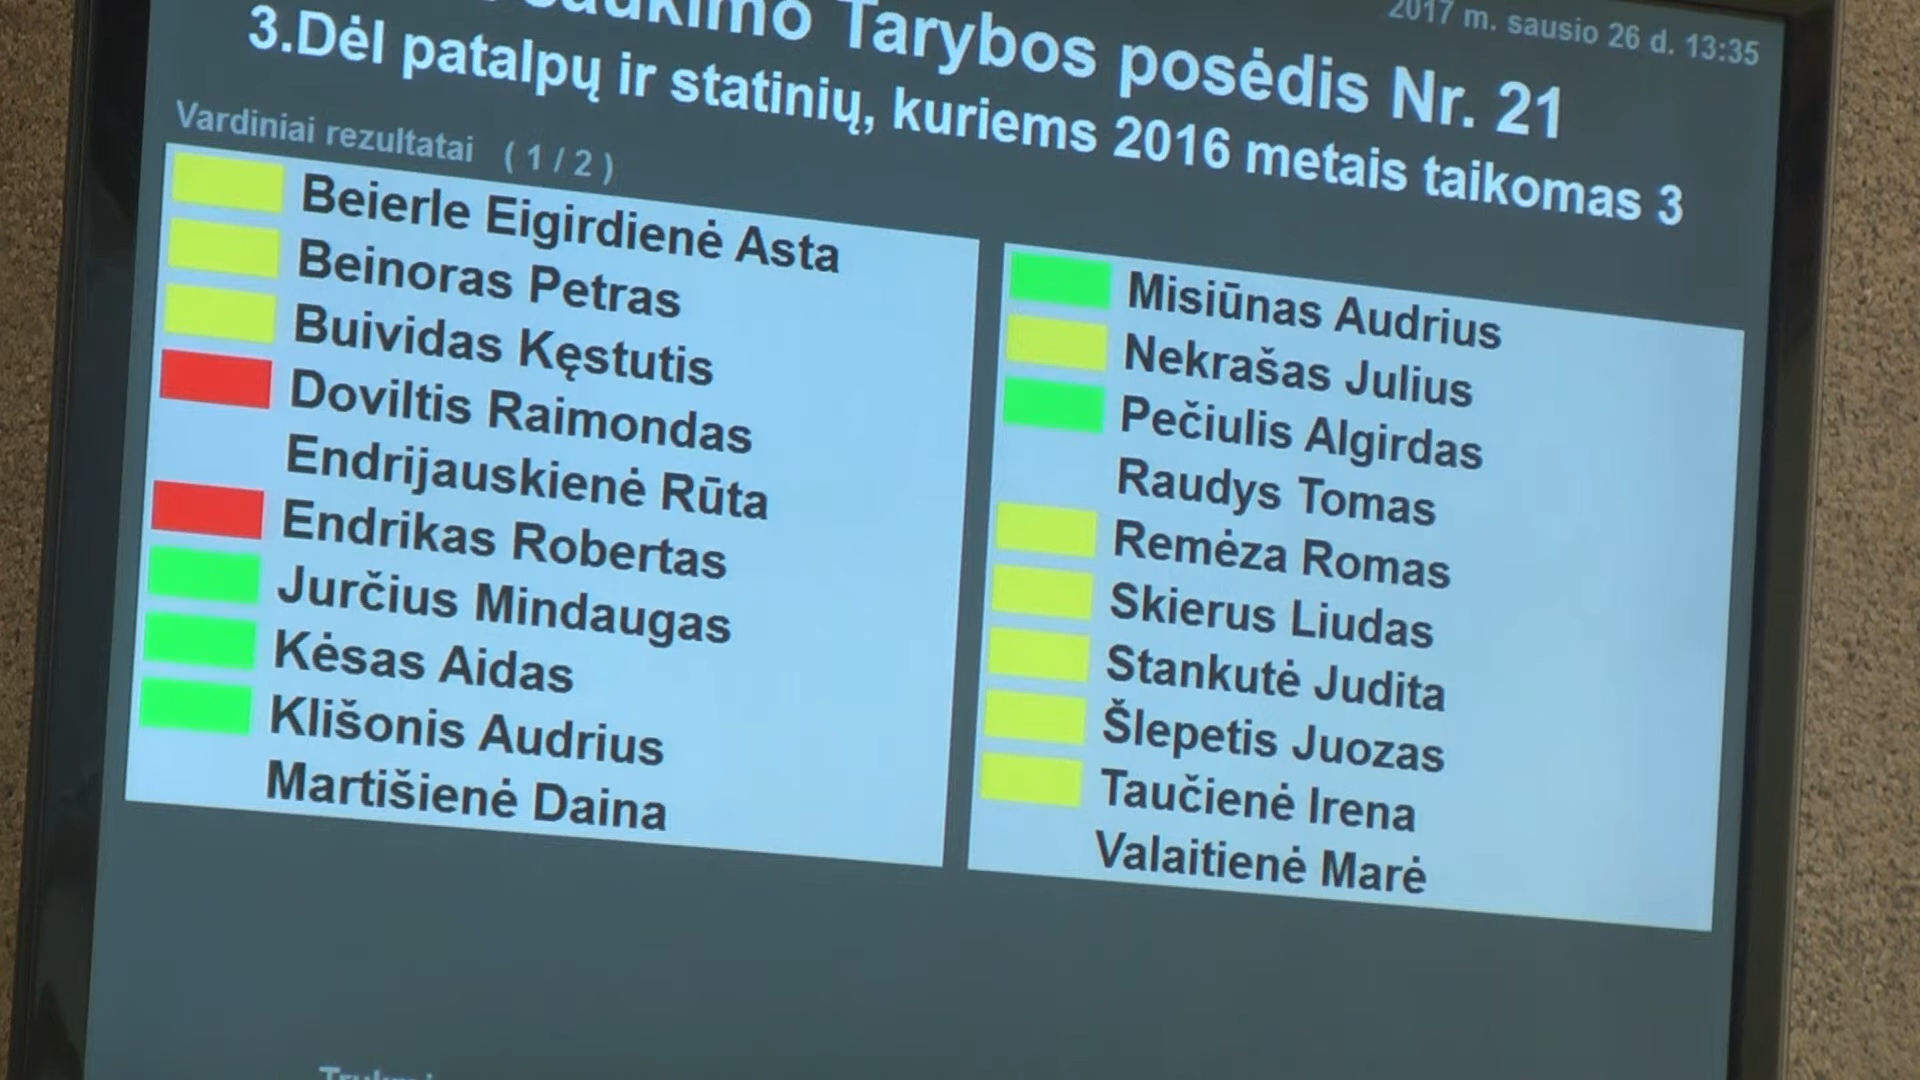 Tarybos posėdis Nr. 21
2017 m. sausio 26 d. 13:35
3.Dėl patalpų ir statinių, kuriems 2016 metais taikomas 3
Vardiniai rezultatai ( 1 / 2 )
Beierle Eigirdienė Asta
Beinoras Petras
Buividas Kęstutis
Doviltis Raimondas
Endrijauskienė Rūta
Endrikas Robertas
Jurčius Mindaugas
Kėsas Aidas
Klišonis Audrius
Martišienė Daina
Misiūnas Audrius
Nekrašas Julius
Pečiulis Algirdas
Raudys Tomas
Remėza Romas
Skierus Liudas
Stankutė Judita
Šlepetis Juozas
Taučienė Irena
Valaitienė Marė